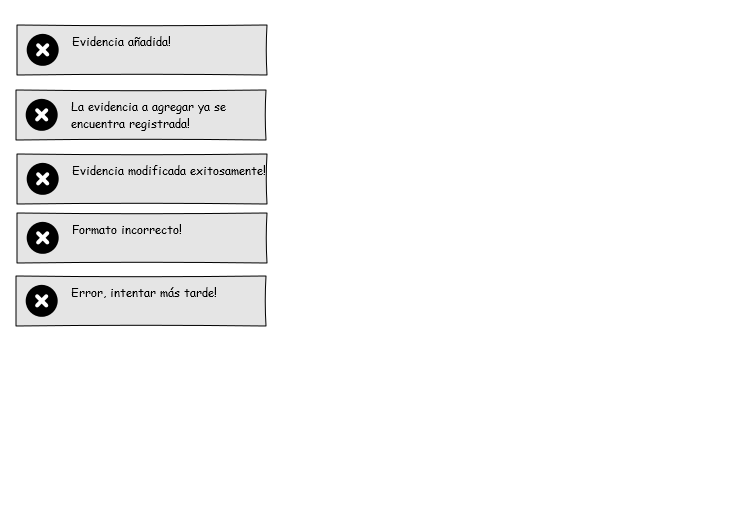 Evidencia añadida!
La evidencia a agregar ya se
encuentra registrada!
Evidencia modificada exitosamente!
Formato incorrecto!
Error, intentar más tarde!